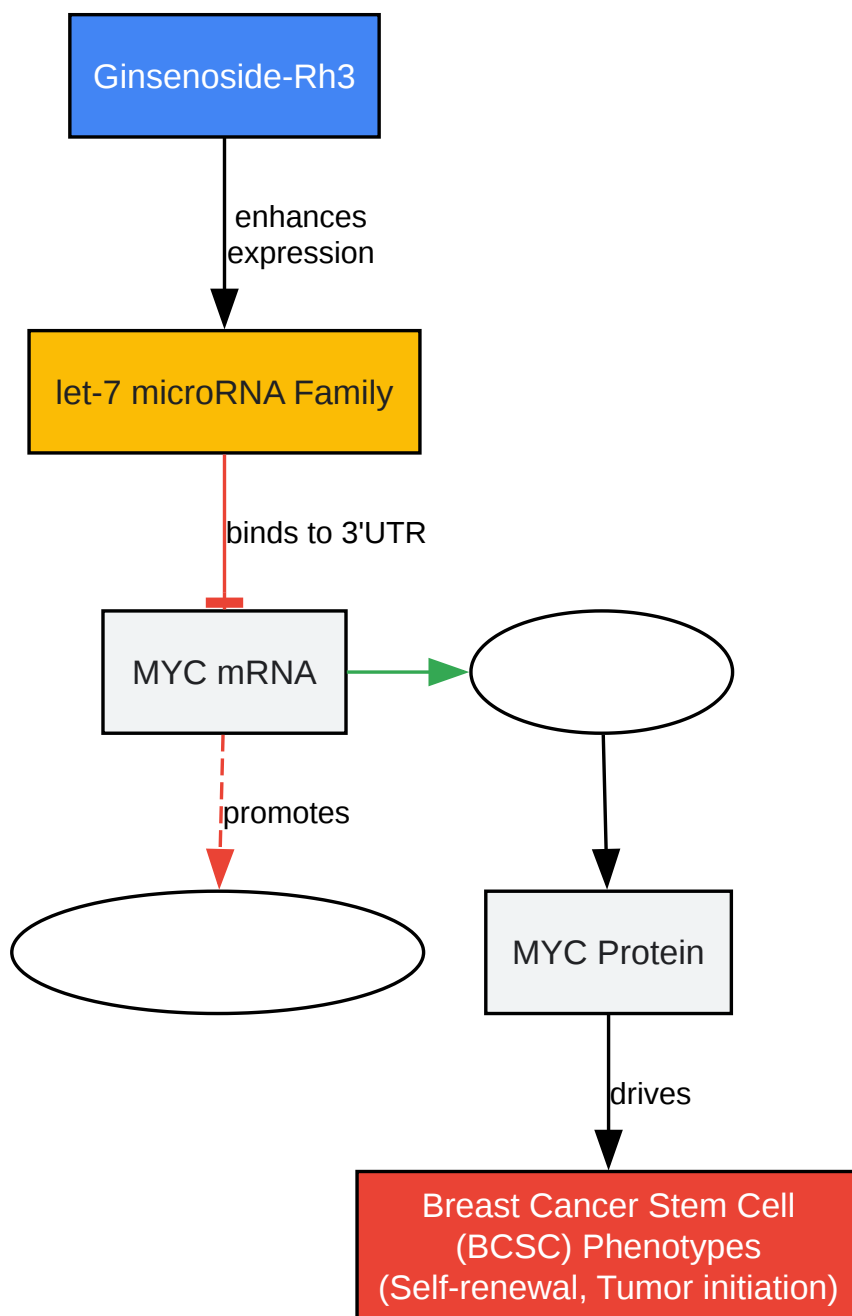 Ginsenoside-Rh3
enhances
expression
let-7 microRNA Family
binds to 3'UTR
MYC mRNA
promotes
MYC Protein
drives
Breast Cancer Stem Cell
(BCSC) Phenotypes
(Self-renewal, Tumor initiation)